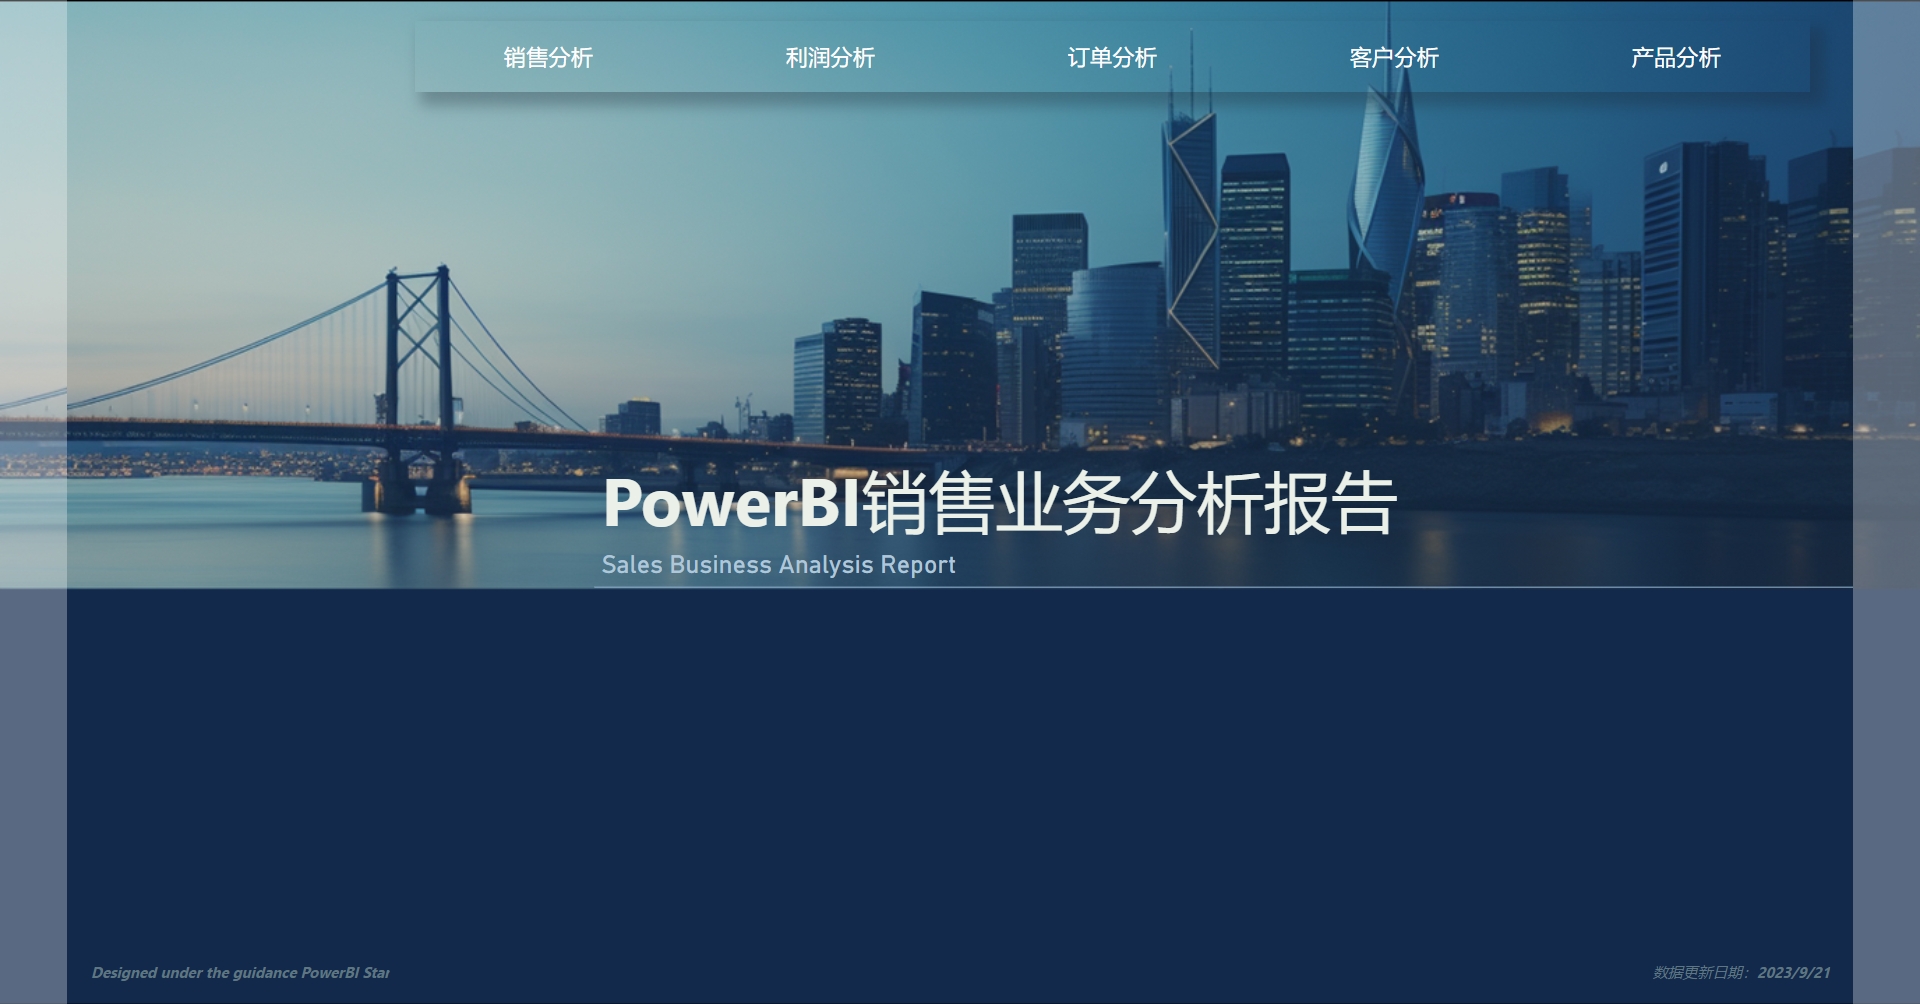 销售分析 利润分析 订单分析 客户分析 产品分析
PowerBI销售业务分析报告
Sales Business Analysis Report
Designed under the guidance PowerBI Star
数据更新日期：2023/9/21